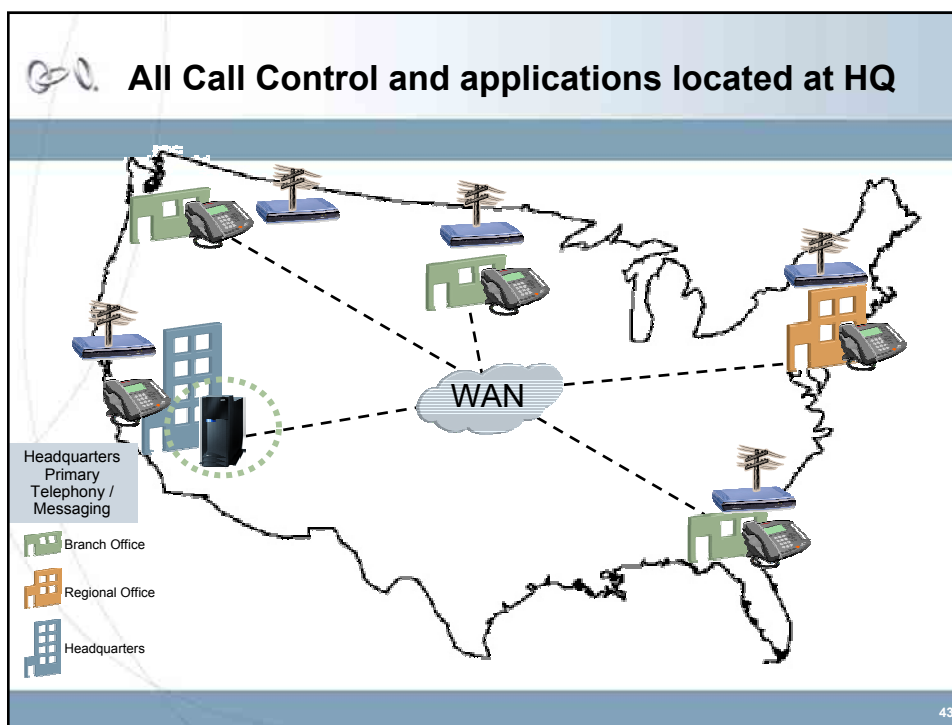 All Call Control and applications located at HQ
WAN
Headquarters
Primary
Telephony /
Messaging
Branch Office
Regional Office
Headquarters
43